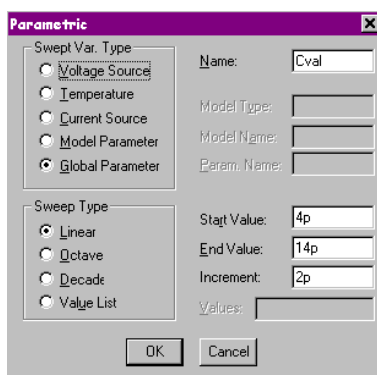 Parametric
Swept Var. Type
Voltage Source
Temperature
Current Source
Model Parameter
Global Parameter
Name: Cval
Model Type:
Model Name:
Param. Name:
Sweep Type
Linear
Octave
Decade
Value List
Start Value: 4p
End Value: 14p
Increment: 2p
Values:
OK Cancel